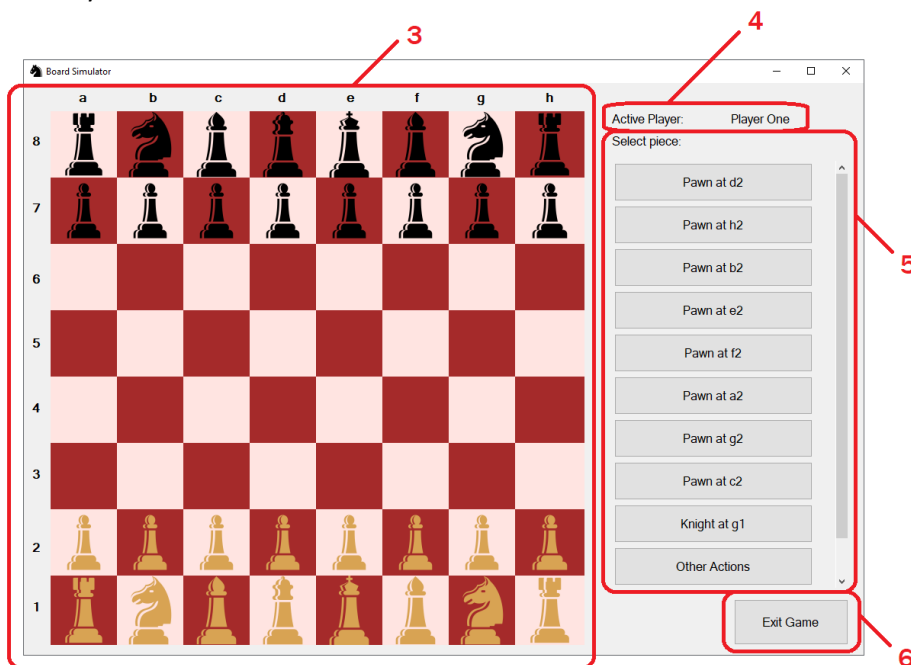 3
4
Board Simulator
a b c d e f g h
Active Player: Player One
Select piece:
8
Pawn at d2
7
Pawn at h2
5
Pawn at b2
6
Pawn at e2
5
Pawn at f2
4
Pawn at a2
Pawn at g2
3
Pawn at c2
Knight at g1
2
Other Actions
1
Exit Game
6